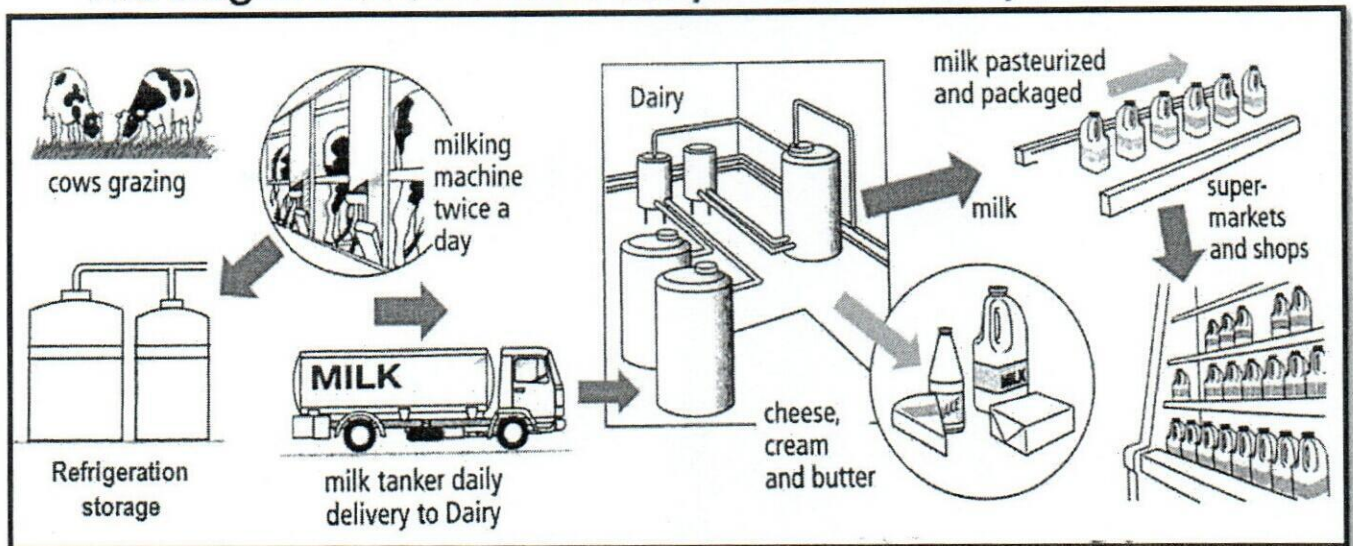 cows grazing
milking
machine
twice a
day
Refrigeration
storage
MILK
milk tanker daily
delivery to Dairy
Dairy
milk
milk pasteurized
and packaged
cheese,
cream
and butter
MILK
super-
markets
and shops